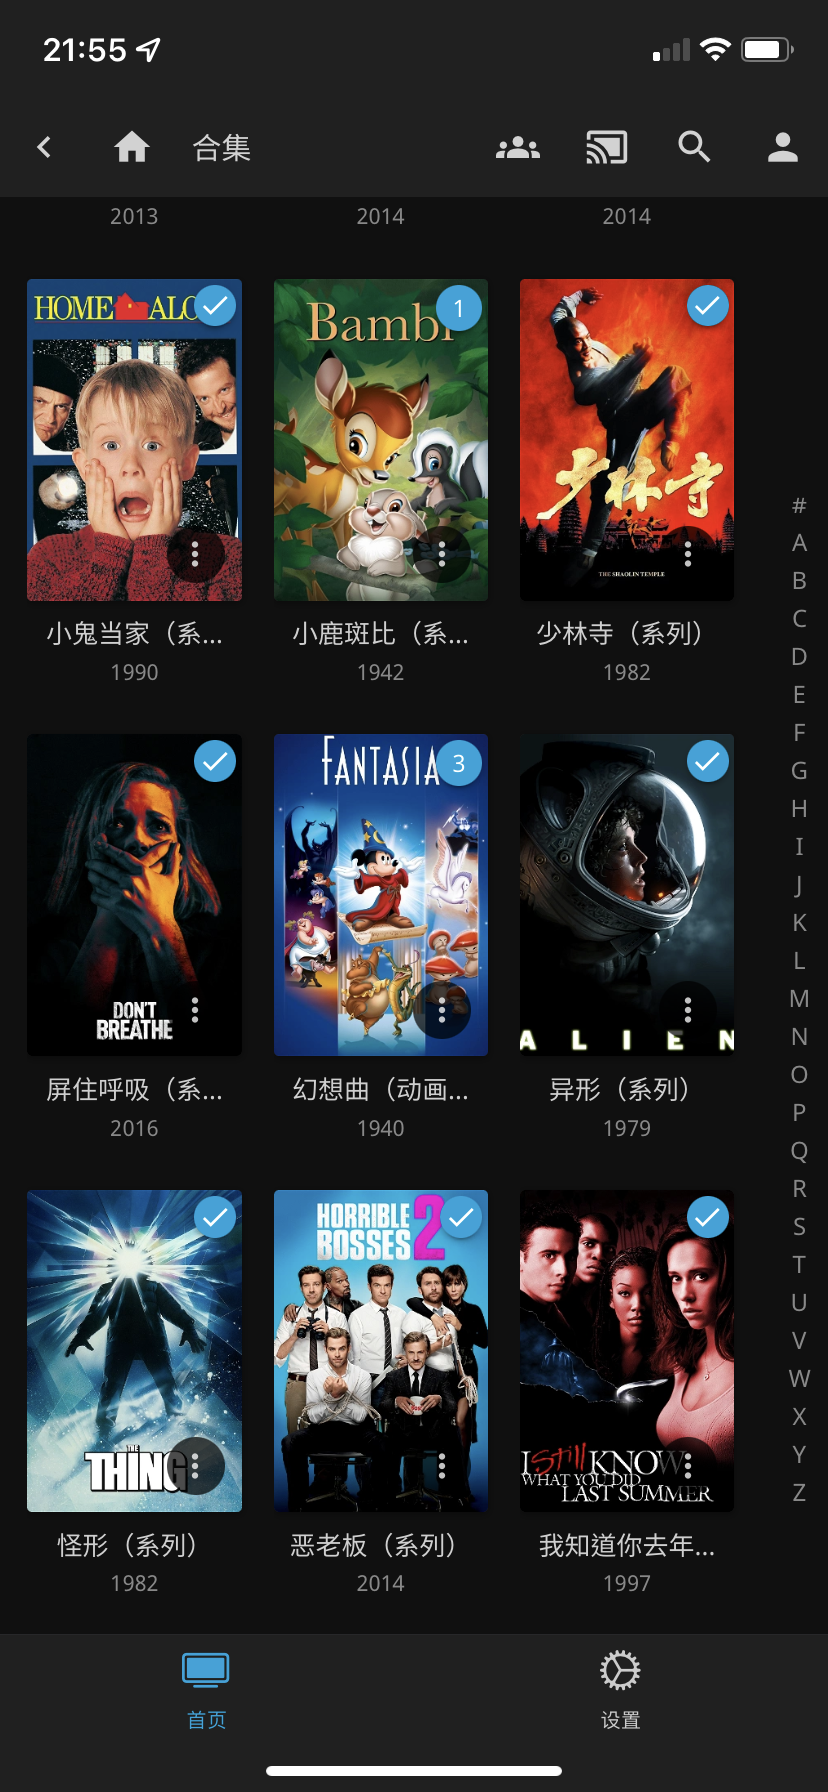 21:55
合集
2013
2014
2014
HOME ALO
Bambi
1
少林寺
THE SHAOLIN TEMPLE
小鬼当家（系...
小鹿斑比（系...
少林寺（系列）
1990
1942
1982
DON'T
BREATHE
FANTASIA
3
ALIEN
屏住呼吸（系...
幻想曲（动画...
异形（系列）
2016
1940
1979
THE
THING
HORRIBLE
BOSSES 2
I Still KNOW
WHAT YOU DID
LAST SUMMER
怪形（系列）
恶老板（系列）
我知道你去年...
1982
2014
1997
#
A
B
C
D
E
F
G
H
I
J
K
L
M
N
O
P
Q
R
S
T
U
V
W
X
Y
Z
首页
设置